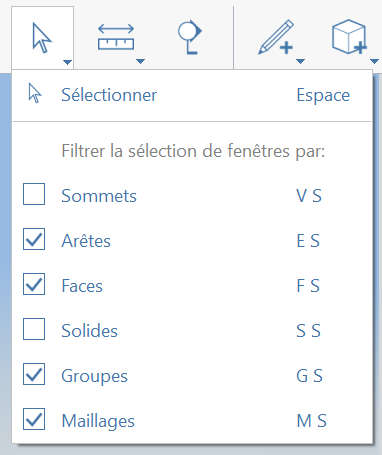 Sélectionner Espace
Filtrer la sélection de fenêtres par:
Sommets V S
Arêtes E S
Faces F S
Solides S S
Groupes G S
Maillages M S